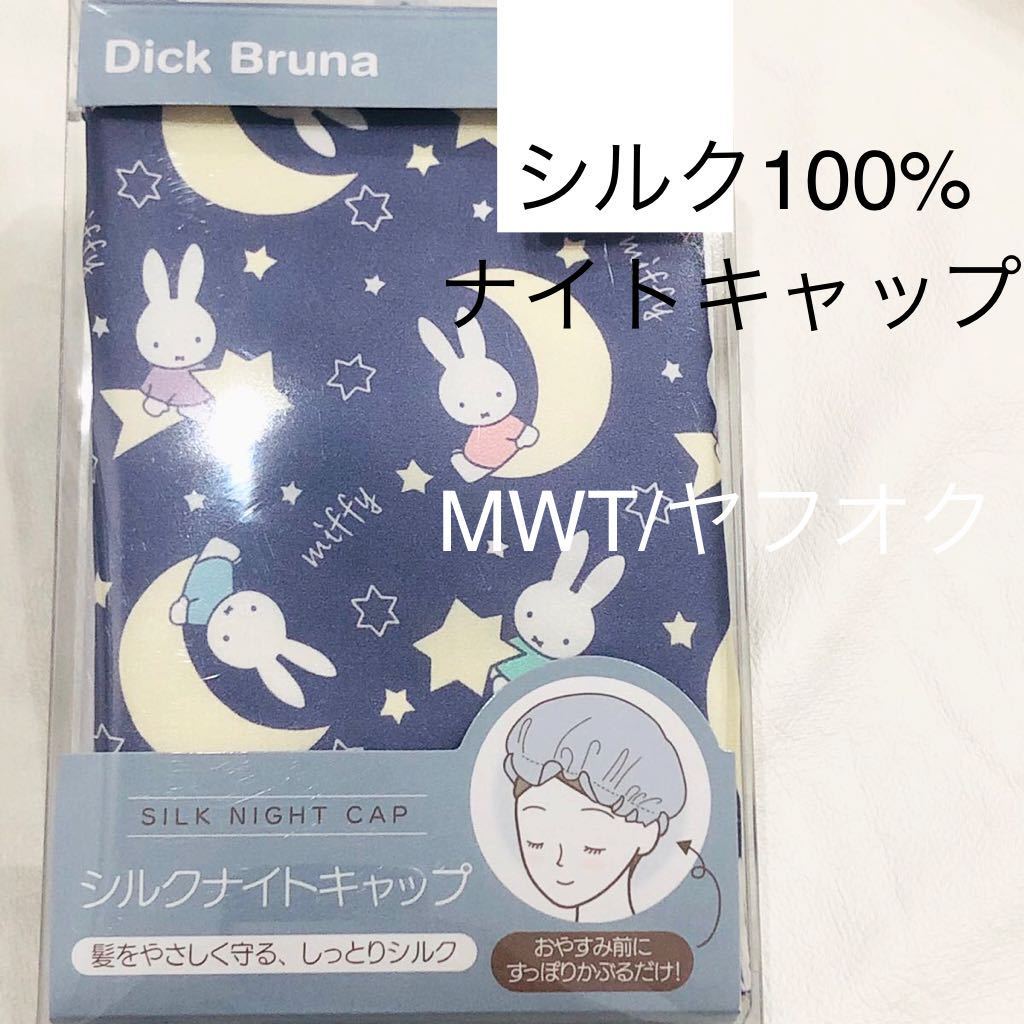 Dick Bruna
シルク100%
ナイトキャップ
miffy
miffy
MWT/ヤフオク
miffy
SILK NIGHT CAP
シルクナイトキャップ
髪をやさしく守る、しっとりシルク
おやすみ前に
すっぽりかぶるだけ!